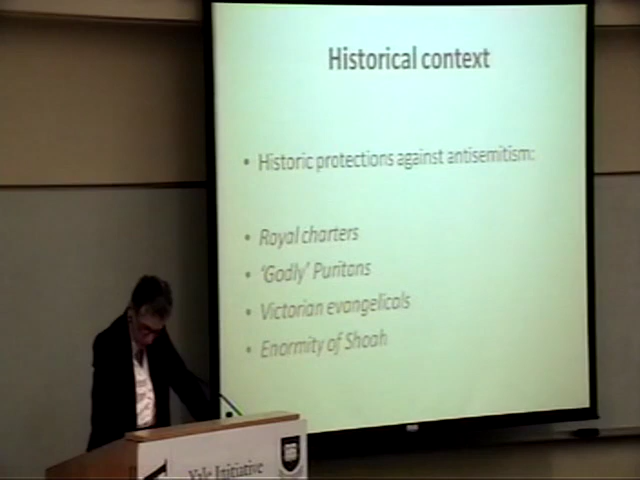 Historical context
• Historic protections against antisemitism:
• Royal charters
• 'Godly' Puritans
• Victorian evangelicals
• Enormity of Shoah
Yale Initiative